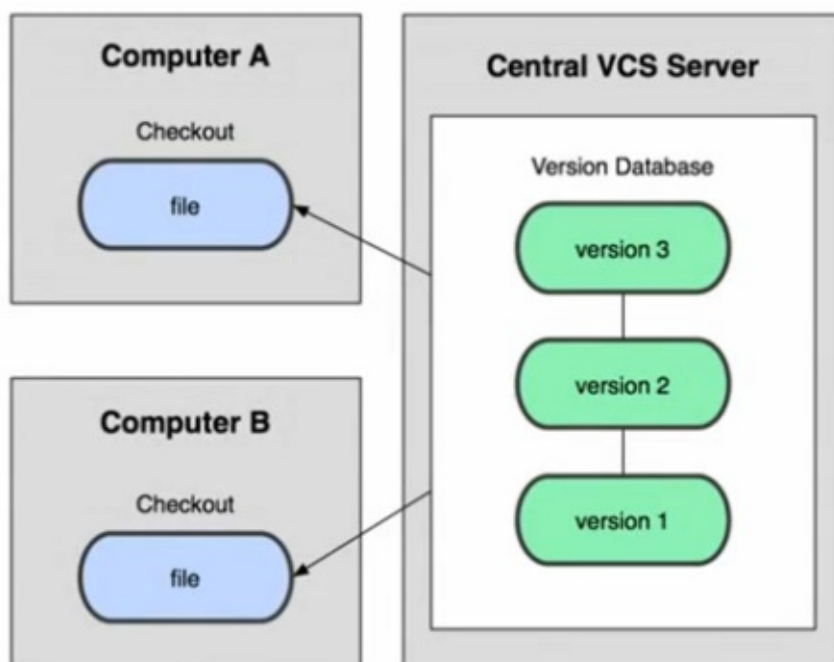 Computer A
Checkout
file
Computer B
Checkout
file
Central VCS Server
Version Database
version 3
version 2
version 1